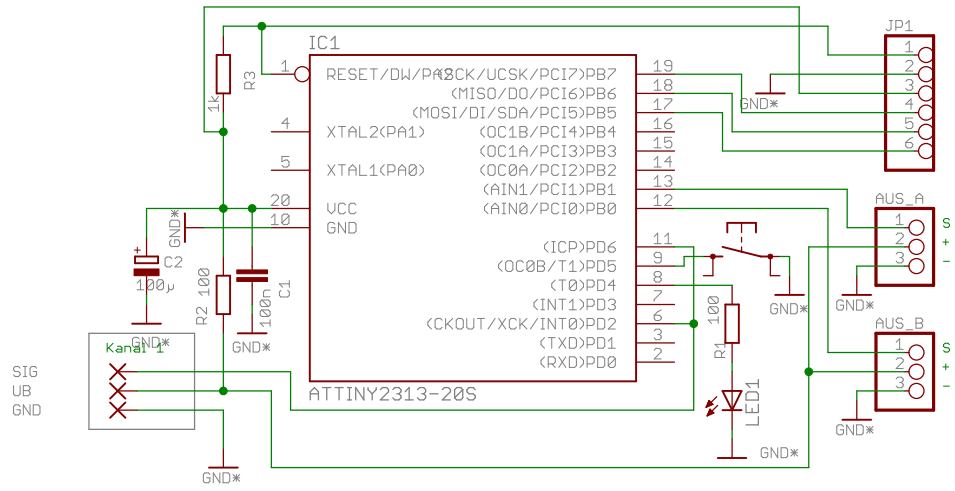 JP1
IC1
1
2
3
4
5
6
GND*
R3
1k
1
RESET/DW/PA2
(SCK/UCSK/PCI7)PB7
19
(MISO/DO/PCI6)PB6
18
(MOSI/DI/SDA/PCI5)PB5
17
4
XTAL2(PA1)
(OC1B/PCI4)PB4
16
(OC1A/PCI3)PB3
15
5
XTAL1(PA0)
(OC0A/PCI2)PB2
14
(AIN1/PCI1)PB1
13
20
VCC
(AIN0/PCI0)PB0
12
10
GND
GND*
(ICP)PD6
11
(OC0B/T1)PD5
9
(T0)PD4
8
(INT1)PD3
7
(CKOUT/XCK/INT0)PD2
6
(TXD)PD1
3
(RXD)PD0
2
ATTINY2313-20S
AUS_A
1 S
2 +
3 -
GND*
GND*
+
C2
100µ
GND*
R2 100
C1
100n
GND*
R1
100
LED1
GND*
AUS_B
1 S
2 +
3 -
GND*
Kanal 1
SIG
UB
GND
GND*